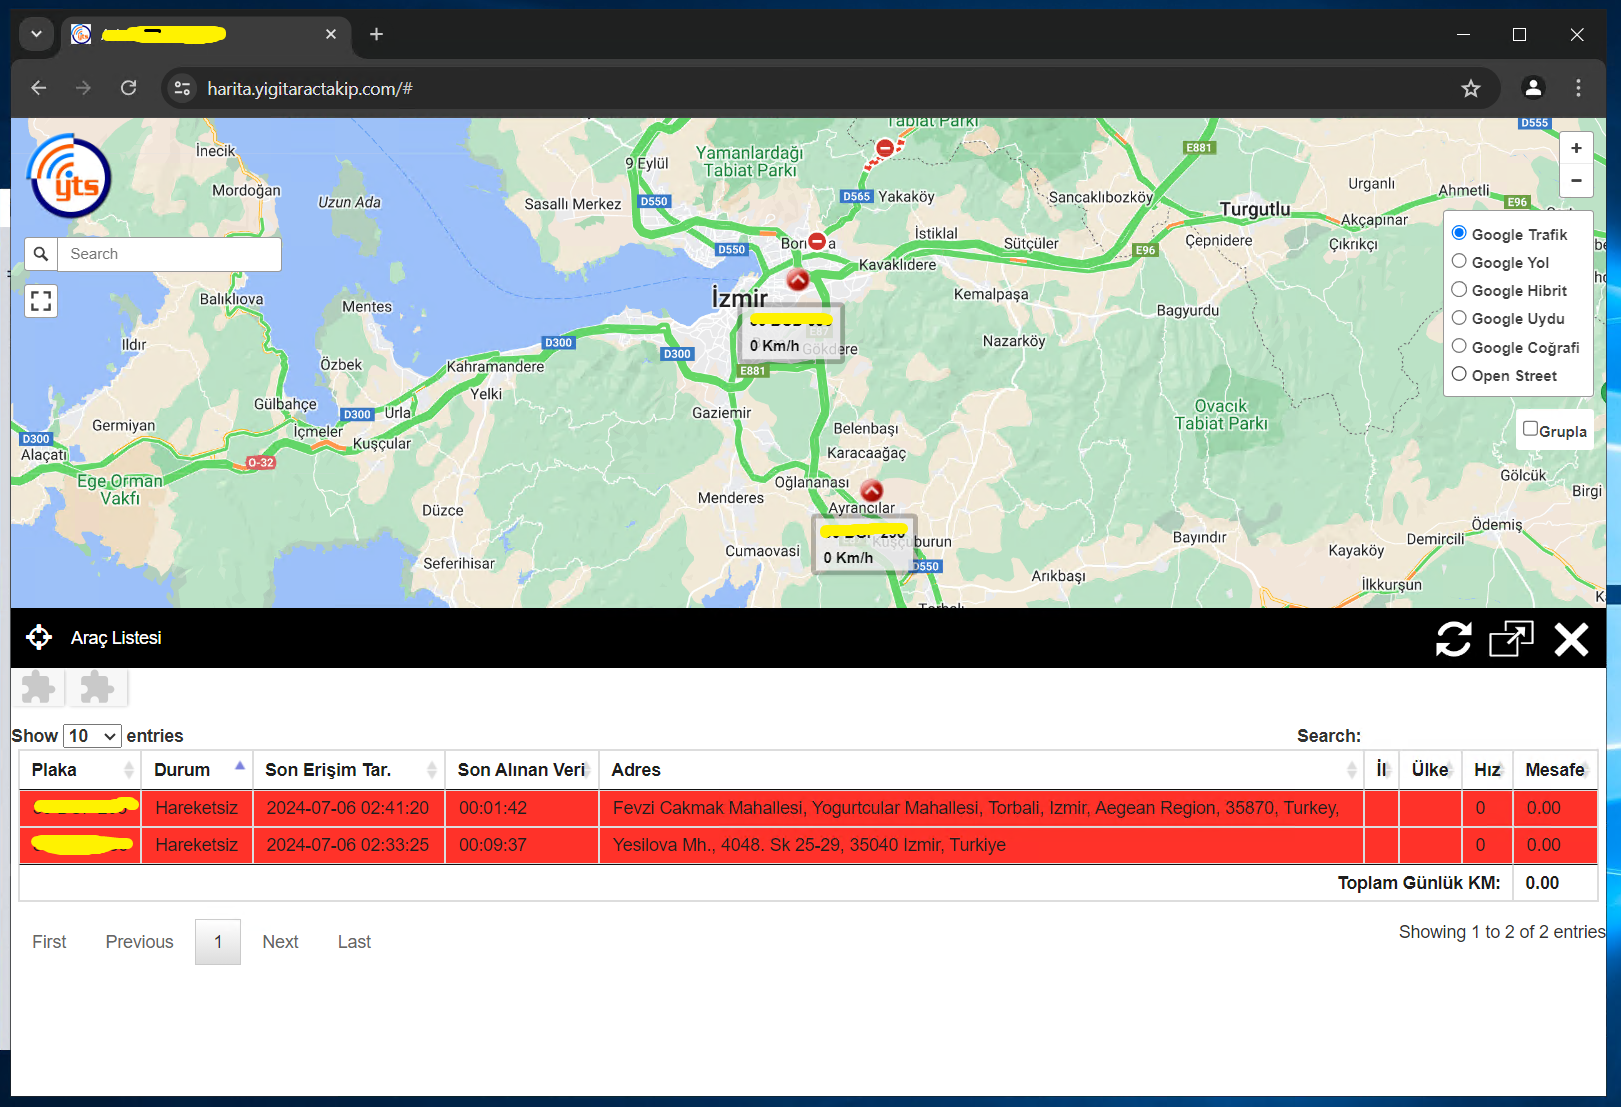 harita.yigitaractakip.com/#
Tabiat Parkı
D555
İnecik
9 Eylül
Yamanlardağı
Tabiat Parkı
E881
+
yts
Mordoğan
Uzun Ada
Sasallı Merkez
D550
D565
Yakaköy
Sancaklıbozköy
Urganlı
Ahmetli
−
E96
Turgutlu
Akçapınar
İstiklal
Sütçüler
Çepnidere
Çıkrıkçı
Google Trafik
Search
D550
E96
Kavaklıdere
Google Yol
Balıklıova
Mentes
İzmir
Kemalpaşa
Bagyurdu
Google Hibrit
Google Uydu
0 Km/h
Gökdere
Nazarköy
Ildır
D300
D300
Google Coğrafi
Özbek
Kahramandere
E881
Open Street
Yelki
Gülbahçe
D300
Urla
Gaziemir
Ovacık
Tabiat Parkı
Germiyan
İçmeler
Kuşçular
Belenbaşı
Grupla
D300
Alaçatı
O-32
Karacaağaç
Ege Orman
Vakfı
Oğlananası
Gölcük
Menderes
Ayrancılar
Birgi
Düzce
Ödemiş
Kuşçuburun
Bayındır
Demircili
Cumaovasi
0 Km/h
Kayaköy
Seferihisar
D550
Arıkbaşı
İlkkurşun
Araç Listesi
Show 10 entries
Search:
Plaka Durum Son Erişim Tar. Son Alınan Veri Adres İl Ülke Hız Mesafe
Hareketsiz 2024-07-06 02:41:20 00:01:42 Fevzi Cakmak Mahallesi, Yogurtcular Mahallesi, Torbali, Izmir, Aegean Region, 35870, Turkey, 0 0.00
Hareketsiz 2024-07-06 02:33:25 00:09:37 Yesilova Mh., 4048. Sk 25-29, 35040 Izmir, Turkiye 0 0.00
Toplam Günlük KM: 0.00
First Previous 1 Next Last
Showing 1 to 2 of 2 entries